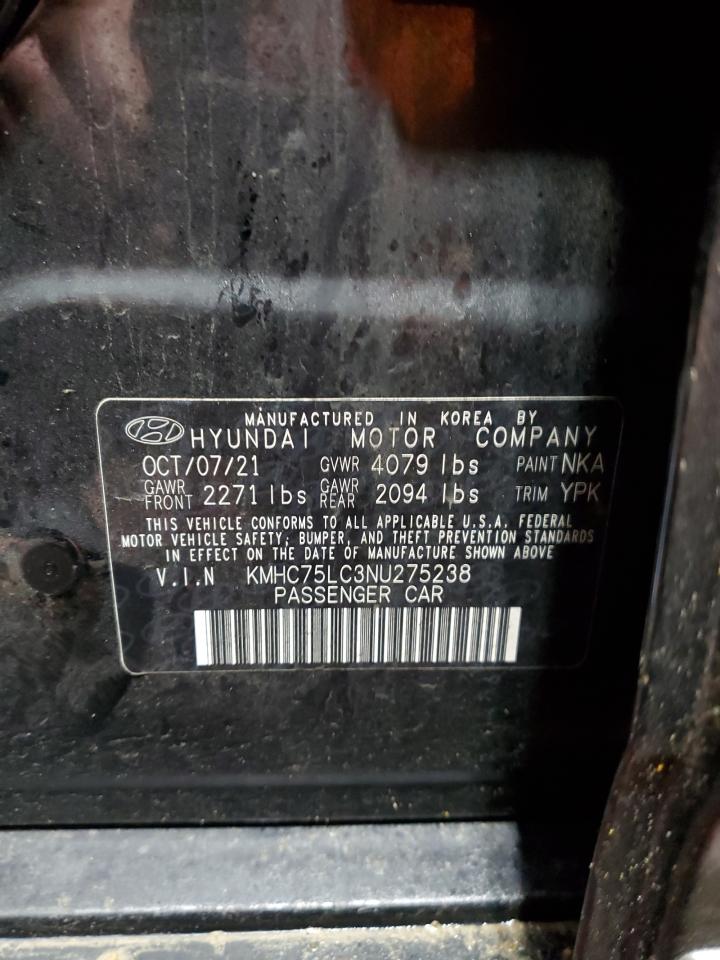 MANUFACTURED IN KOREA BY
HYUNDAI MOTOR COMPANY
OCT/07/21 GVWR 4079 lbs PAINT NKA
GAWR FRONT 2271 lbs GAWR REAR 2094 lbs TRIM YPK
THIS VEHICLE CONFORMS TO ALL APPLICABLE U.S.A. FEDERAL
MOTOR VEHICLE SAFETY, BUMPER, AND THEFT PREVENTION STANDARDS
IN EFFECT ON THE DATE OF MANUFACTURE SHOWN ABOVE
V.I.N KMHC75LC3NU275238
PASSENGER CAR